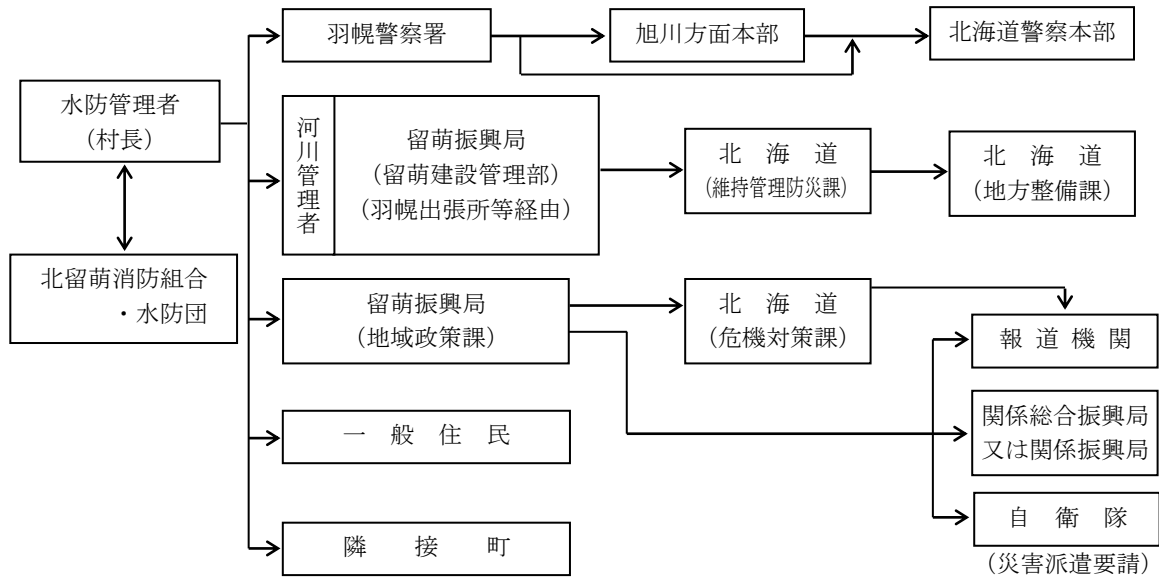 羽幌警察署
旭川方面本部
北海道警察本部
水防管理者
（村長）
河川管理者
留萌振興局
（留萌建設管理部）
（羽幌出張所等経由）
北　海　道
（維持管理防災課）
北　海　道
（地方整備課）
北留萌消防組合
・水防団
留萌振興局
（地域政策課）
北　海　道
（危機対策課）
報 道 機 関
一　般　住　民
関係総合振興局
又は関係振興局
隣　接　町
自　衛　隊
（災害派遣要請）